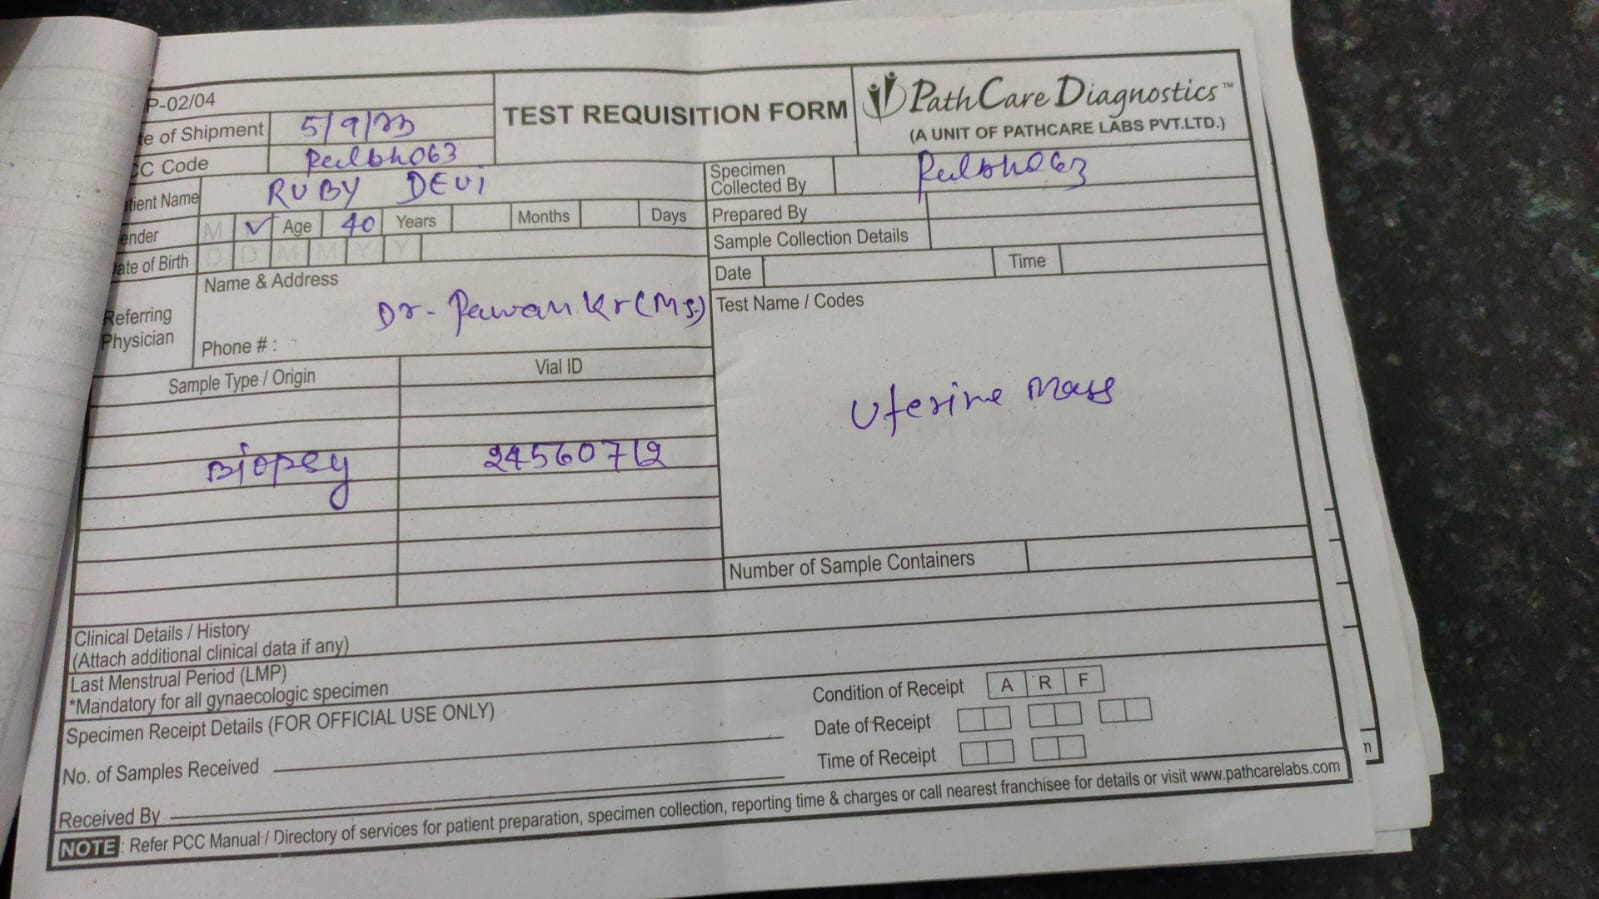 P-02/04
te of Shipment 5/9/23
CC Code Pclbh063
TEST REQUISITION FORM
PathCare Diagnostics™
(A UNIT OF PATHCARE LABS PVT.LTD.)
tient Name RUBY DEVi
ender M ✓ Age 40 Years Months Days
ate of Birth D D M M Y Y
Specimen
Collected By Pclbh063
Prepared By
Sample Collection Details
Date Time
Referring
Physician
Name & Address
Dr- Pawan Kr (Ms.)
Phone # :
Test Name / Codes
Uterine Mass
Sample Type / Origin Vial ID
Biopsy 24560712
Number of Sample Containers
Clinical Details / History
(Attach additional clinical data if any)
Last Menstrual Period (LMP)
*Mandatory for all gynaecologic specimen
Specimen Receipt Details (FOR OFFICIAL USE ONLY)
No. of Samples Received
Received By
Condition of Receipt A R F
Date of Receipt
Time of Receipt
NOTE : Refer PCC Manual / Directory of services for patient preparation, specimen collection, reporting time & charges or call nearest franchisee for details or visit www.pathcarelabs.com